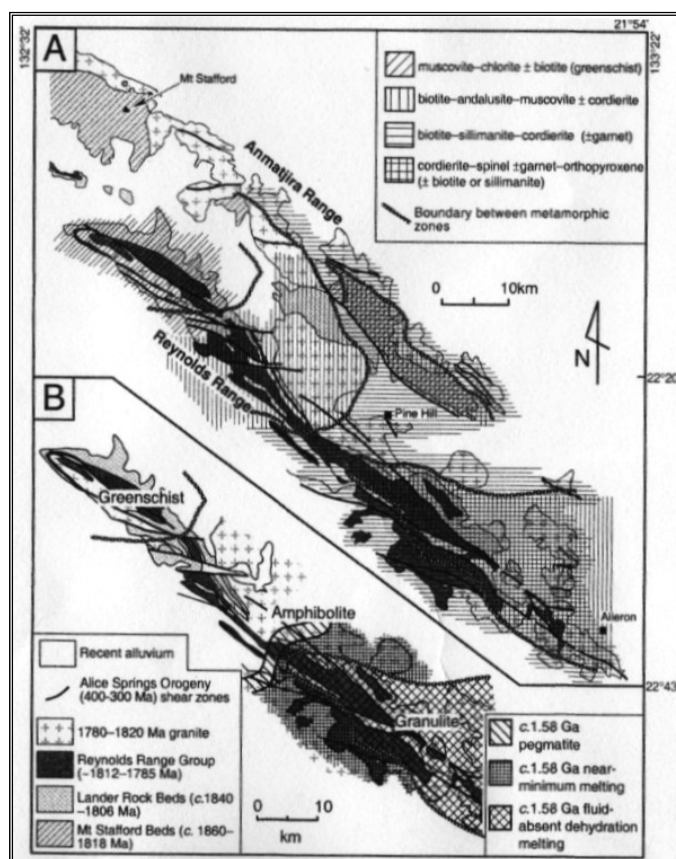 132°32'
21°54'
133°22'
A
Mt Stafford
muscovite–chlorite ± biotite (greenschist)
biotite–andalusite–muscovite ± cordierite
biotite–sillimanite–cordierite (±garnet)
cordierite–spinel ±garnet–orthopyroxene
(± biotite or sillimanite)
Boundary between metamorphic
zones
Anmatjira Range
0 10km
N
Reynolds Range
22°20'
Pine Hill
B
Greenschist
Aileron
Amphibolite
22°43'
Granulite
Recent alluvium
Alice Springs Orogeny
(400-300 Ma) shear zones
1780–1820 Ma granite
Reynolds Range Group
(~1812–1785 Ma)
Lander Rock Beds (c.1840
–1806 Ma)
Mt Stafford Beds (c. 1860–
1818 Ma)
0 10
km
c.1.58 Ga
pegmatite
c.1.58 Ga near-
minimum melting
c.1.58 Ga fluid-
absent dehydration
melting